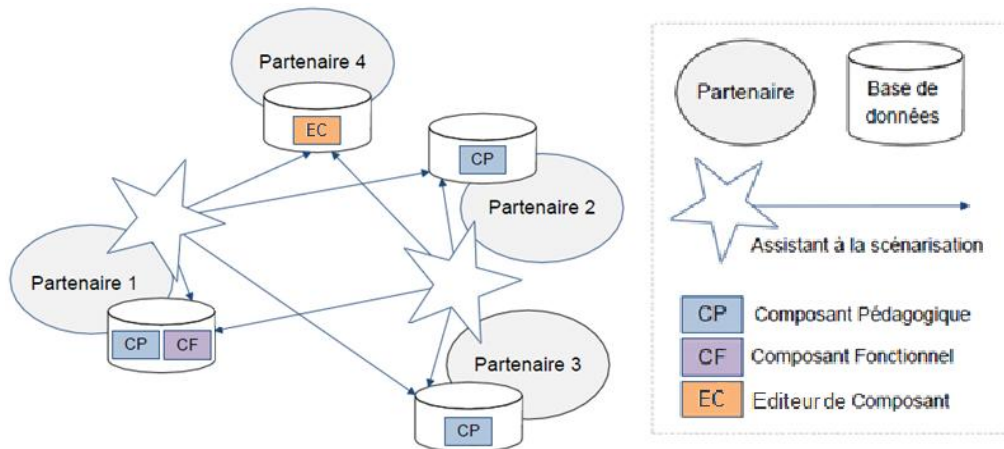 Partenaire 4
EC
CP
Partenaire 2
Partenaire 1
CP
CF
Partenaire 3
CP
Partenaire
Base de
données
Assistant à la scénarisation
CP
Composant Pédagogique
CF
Composant Fonctionnel
EC
Editeur de Composant